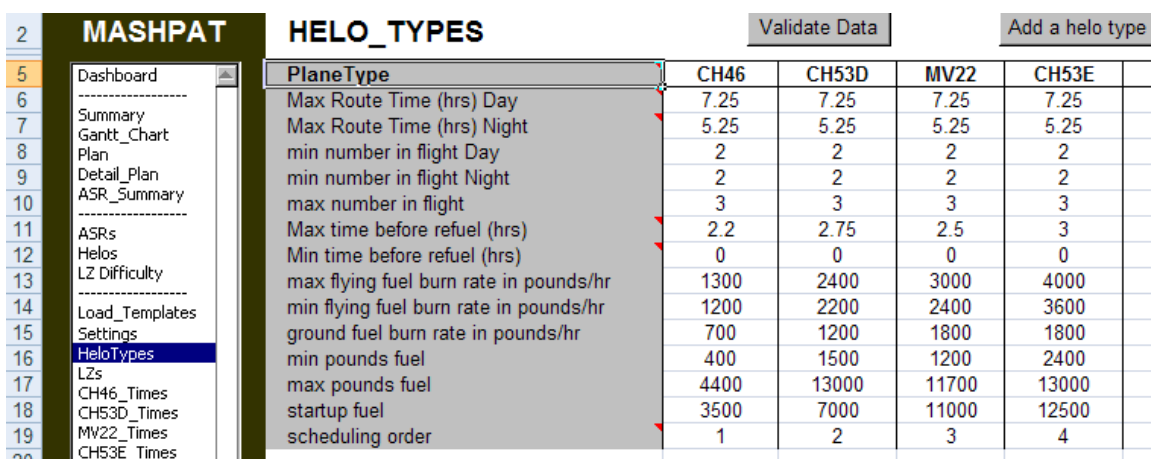 2 MASHPAT HELO_TYPES Validate Data Add a helo type
5 Dashboard PlaneType CH46 CH53D MV22 CH53E
------------------
6 Summary Max Route Time (hrs) Day 7.25 7.25 7.25 7.25
7 Gantt_Chart Max Route Time (hrs) Night 5.25 5.25 5.25 5.25
8 Plan min number in flight Day 2 2 2 2
9 Detail_Plan min number in flight Night 2 2 2 2
10 ASR_Summary max number in flight 3 3 3 3
------------------
11 ASRs Max time before refuel (hrs) 2.2 2.75 2.5 3
12 Helos Min time before refuel (hrs) 0 0 0 0
13 LZ Difficulty max flying fuel burn rate in pounds/hr 1300 2400 3000 4000
------------------
14 Load_Templates min flying fuel burn rate in pounds/hr 1200 2200 2400 3600
15 Settings ground fuel burn rate in pounds/hr 700 1200 1800 1800
16 HeloTypes min pounds fuel 400 1500 1200 2400
17 LZs max pounds fuel 4400 13000 11700 13000
CH46_Times
18 CH53D_Times startup fuel 3500 7000 11000 12500
19 MV22_Times scheduling order 1 2 3 4
CH53E_Times